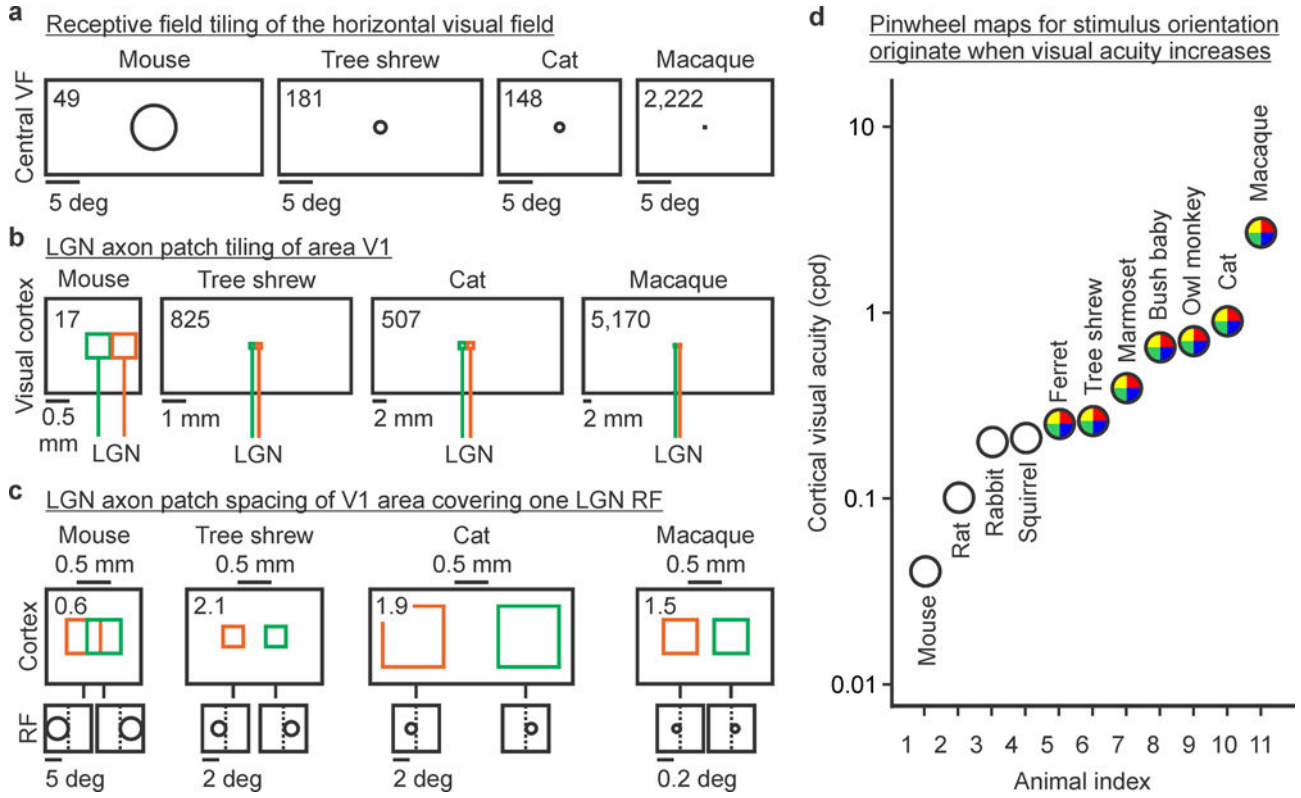 a
Receptive field tiling of the horizontal visual field
Mouse
Tree shrew
Cat
Macaque
Central VF
49
181
148
2,222
5 deg
5 deg
5 deg
5 deg
b
LGN axon patch tiling of area V1
Mouse
Tree shrew
Cat
Macaque
Visual cortex
17
825
507
5,170
0.5
mm
1 mm
2 mm
2 mm
LGN
LGN
LGN
LGN
c
LGN axon patch spacing of V1 area covering one LGN RF
Mouse
Tree shrew
Cat
Macaque
0.5 mm
0.5 mm
0.5 mm
0.5 mm
Cortex
0.6
2.1
1.9
1.5
RF
5 deg
2 deg
2 deg
0.2 deg
d
Pinwheel maps for stimulus orientation
originate when visual acuity increases
Cortical visual acuity (cpd)
10
1
0.1
0.01
Mouse
Rat
Rabbit
Squirrel
Ferret
Tree shrew
Marmoset
Bush baby
Owl monkey
Cat
Macaque
1 2 3 4 5 6 7 8 9 10 11
Animal index